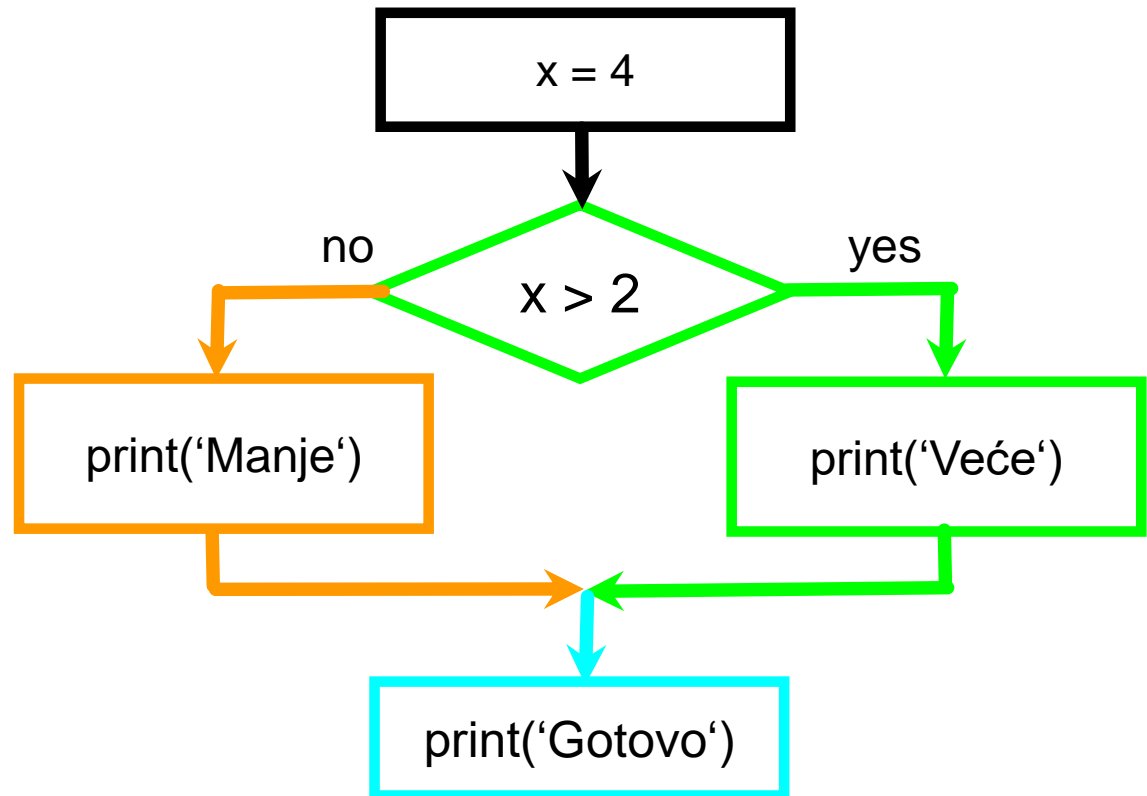 x = 4
no
yes
x > 2
print(‘Manje‘)
print(‘Veće‘)
print(‘Gotovo‘)